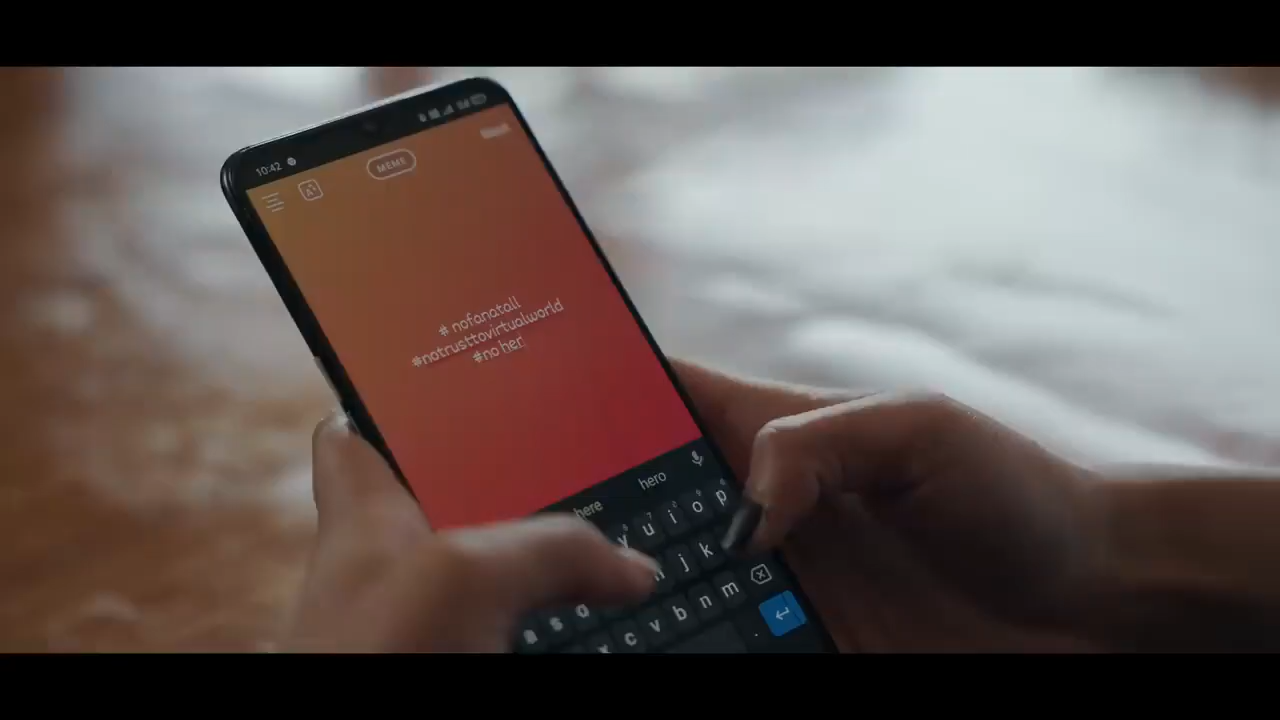 10:42
MEME
# nofanatall
#notrusttovirtualworld
#no her
here
hero
y u i o p
j k
a s d
x c v b n m
.